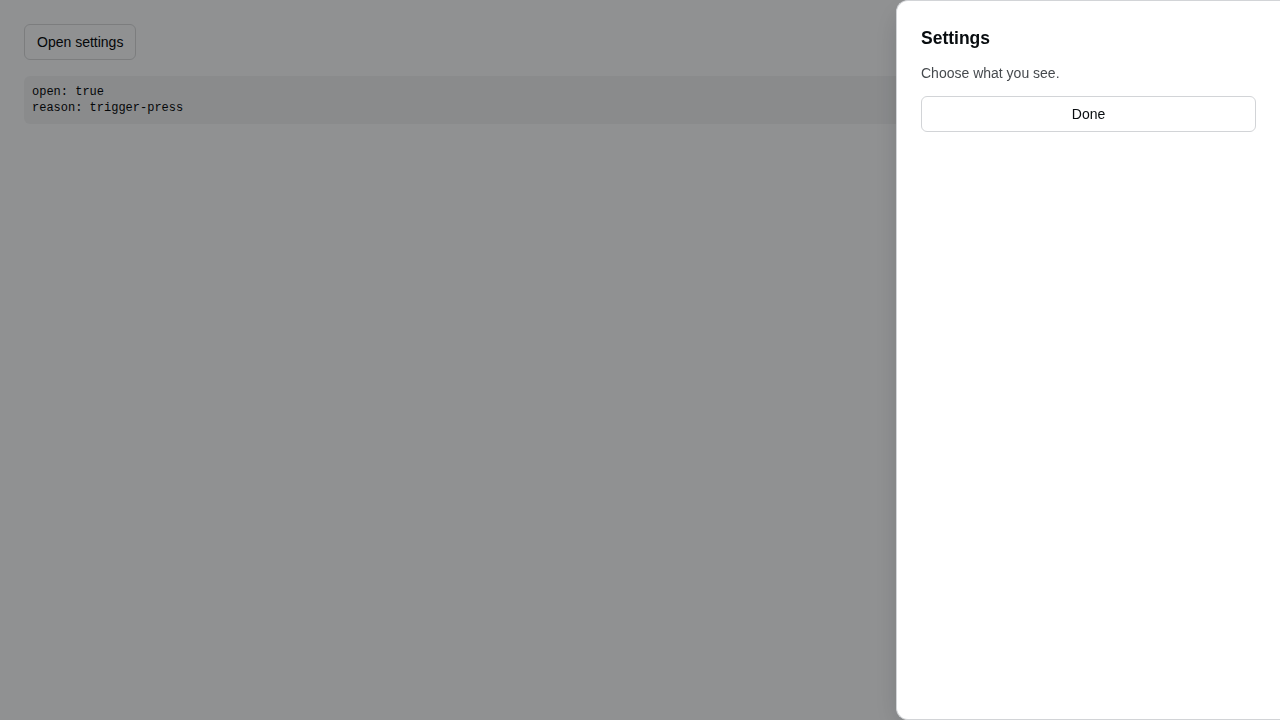 Open settings
open: true
reason: trigger-press
Settings
Choose what you see.
Done